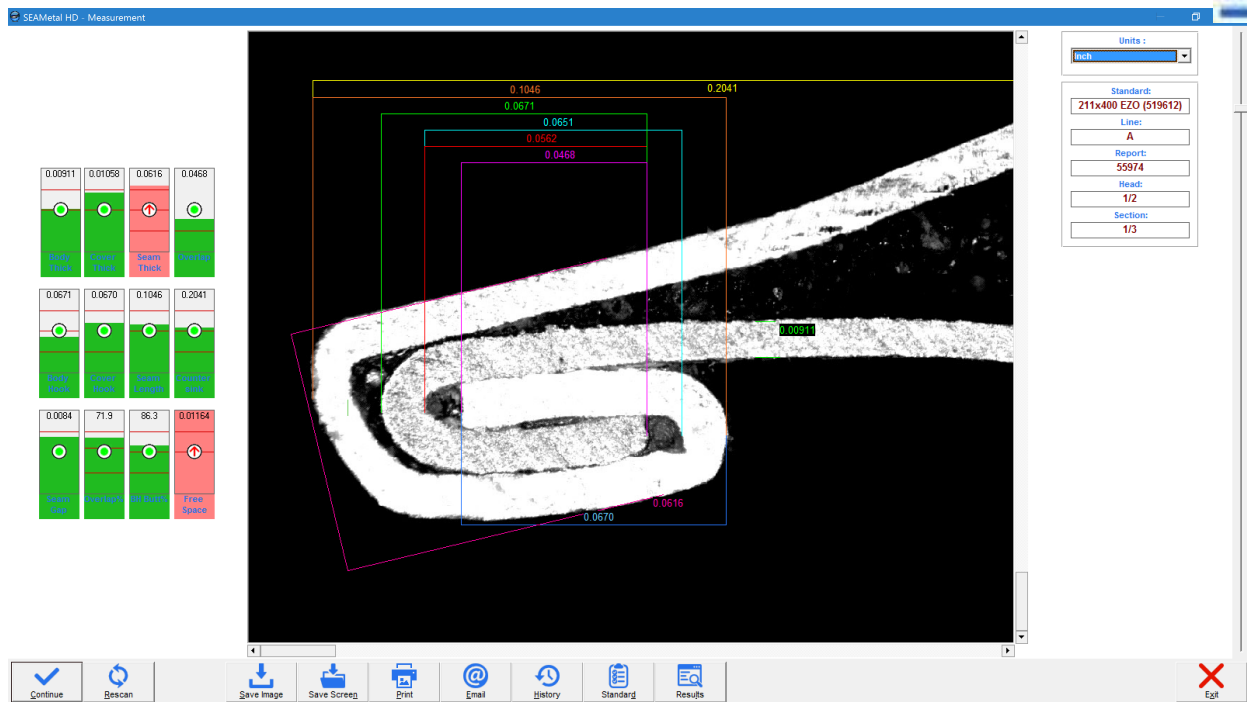 SEAMetal HD - Measurement
0.00911
0.01058
0.0616
0.0468
Body Thick
Cover Thick
Seam Thick
Overlap
0.0671
0.0670
0.1046
0.2041
Body Hook
Cover Hook
Seam Length
Counter sink
0.0084
71.9
86.3
0.01164
Seam Gap
Overlap%
BH Butt%
Free Space
0.1046
0.2041
0.0671
0.0651
0.0562
0.0468
0.00911
0.0616
0.0670
Units :
Inch
Standard:
211x400 EZO (519612)
Line:
A
Report:
55974
Head:
1/2
Section:
1/3
Continue
Rescan
Save Image
Save Screen
Print
Email
History
Standard
Results
Exit